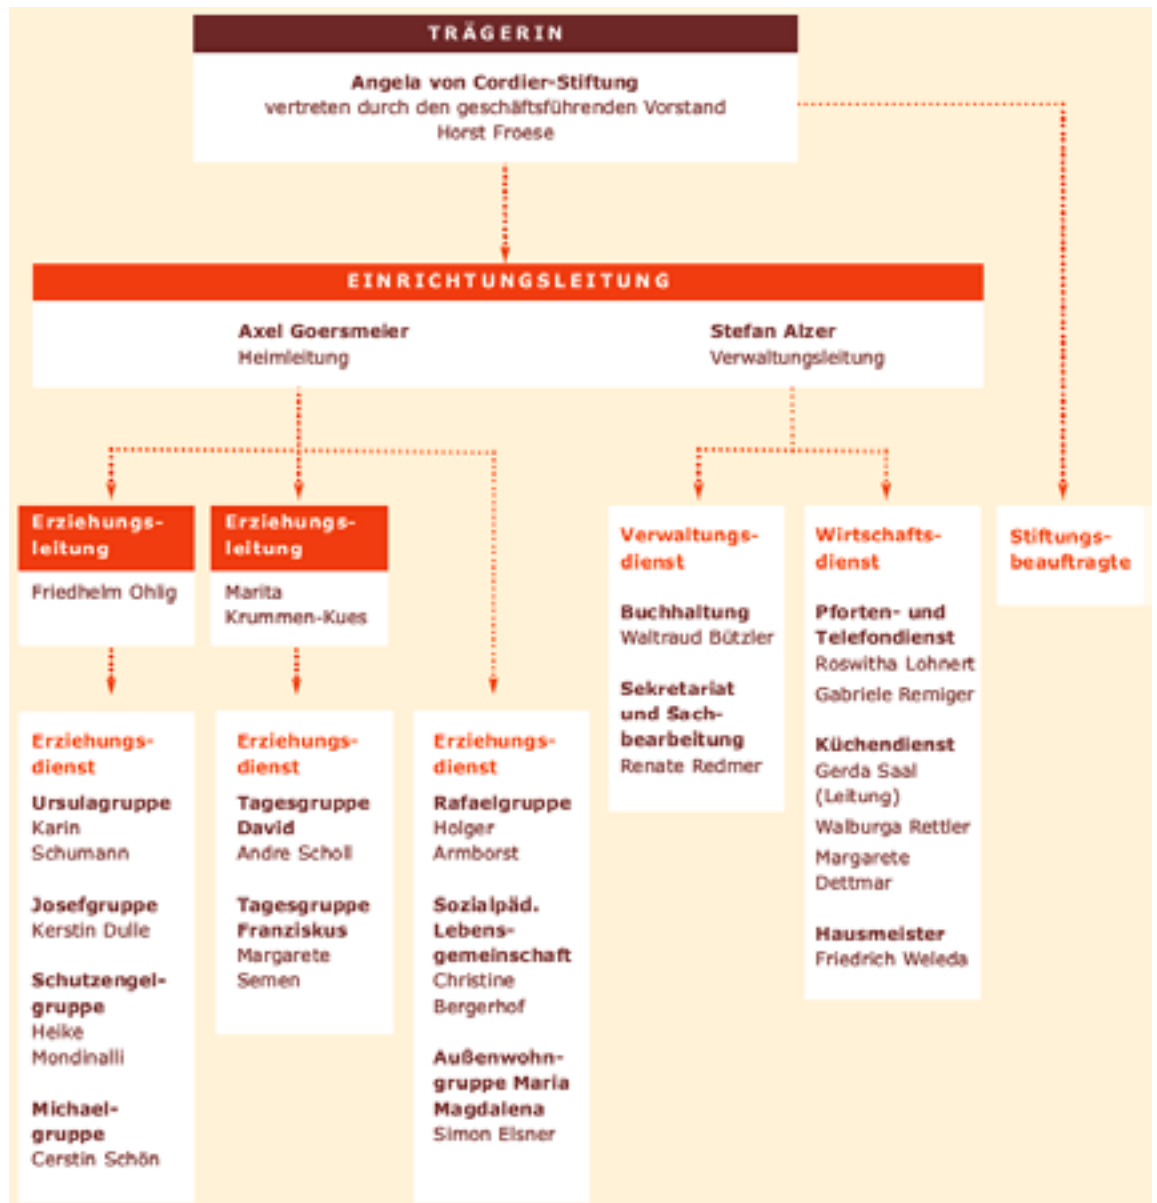 TRÄGERIN
Angela von Cordier-Stiftung
vertreten durch den geschäftsführenden Vorstand
Horst Froese
EINRICHTUNGSLEITUNG
Axel Goersmeier
Heimleitung
Stefan Alzer
Verwaltungsleitung
Erziehungs-
leitung
Friedhelm Ohlig
Erziehungs-
leitung
Marita
Krummen-Kues
Erziehungs-
dienst
Ursulagruppe
Karin
Schumann
Josefgruppe
Kerstin Dulle
Schutzengel-
gruppe
Heike
Mondinalli
Michael-
gruppe
Cerstin Schön
Erziehungs-
dienst
Tagesgruppe
David
Andre Scholl
Tagesgruppe
Franziskus
Margarete
Semen
Erziehungs-
dienst
Rafaelgruppe
Holger
Armborst
Sozialpäd.
Lebens-
gemeinschaft
Christine
Bergerhof
Außenwohn-
gruppe Maria
Magdalena
Simon Elsner
Verwaltungs-
dienst
Buchhaltung
Waltraud Bützler
Sekretariat
und Sach-
bearbeitung
Renate Redmer
Wirtschafts-
dienst
Pforten- und
Telefondienst
Roswitha Lohnert
Gabriele Remiger
Küchendienst
Gerda Saal
(Leitung)
Walburga Rettler
Margarete
Dettmar
Hausmeister
Friedrich Weleda
Stiftungs-
beauftragte